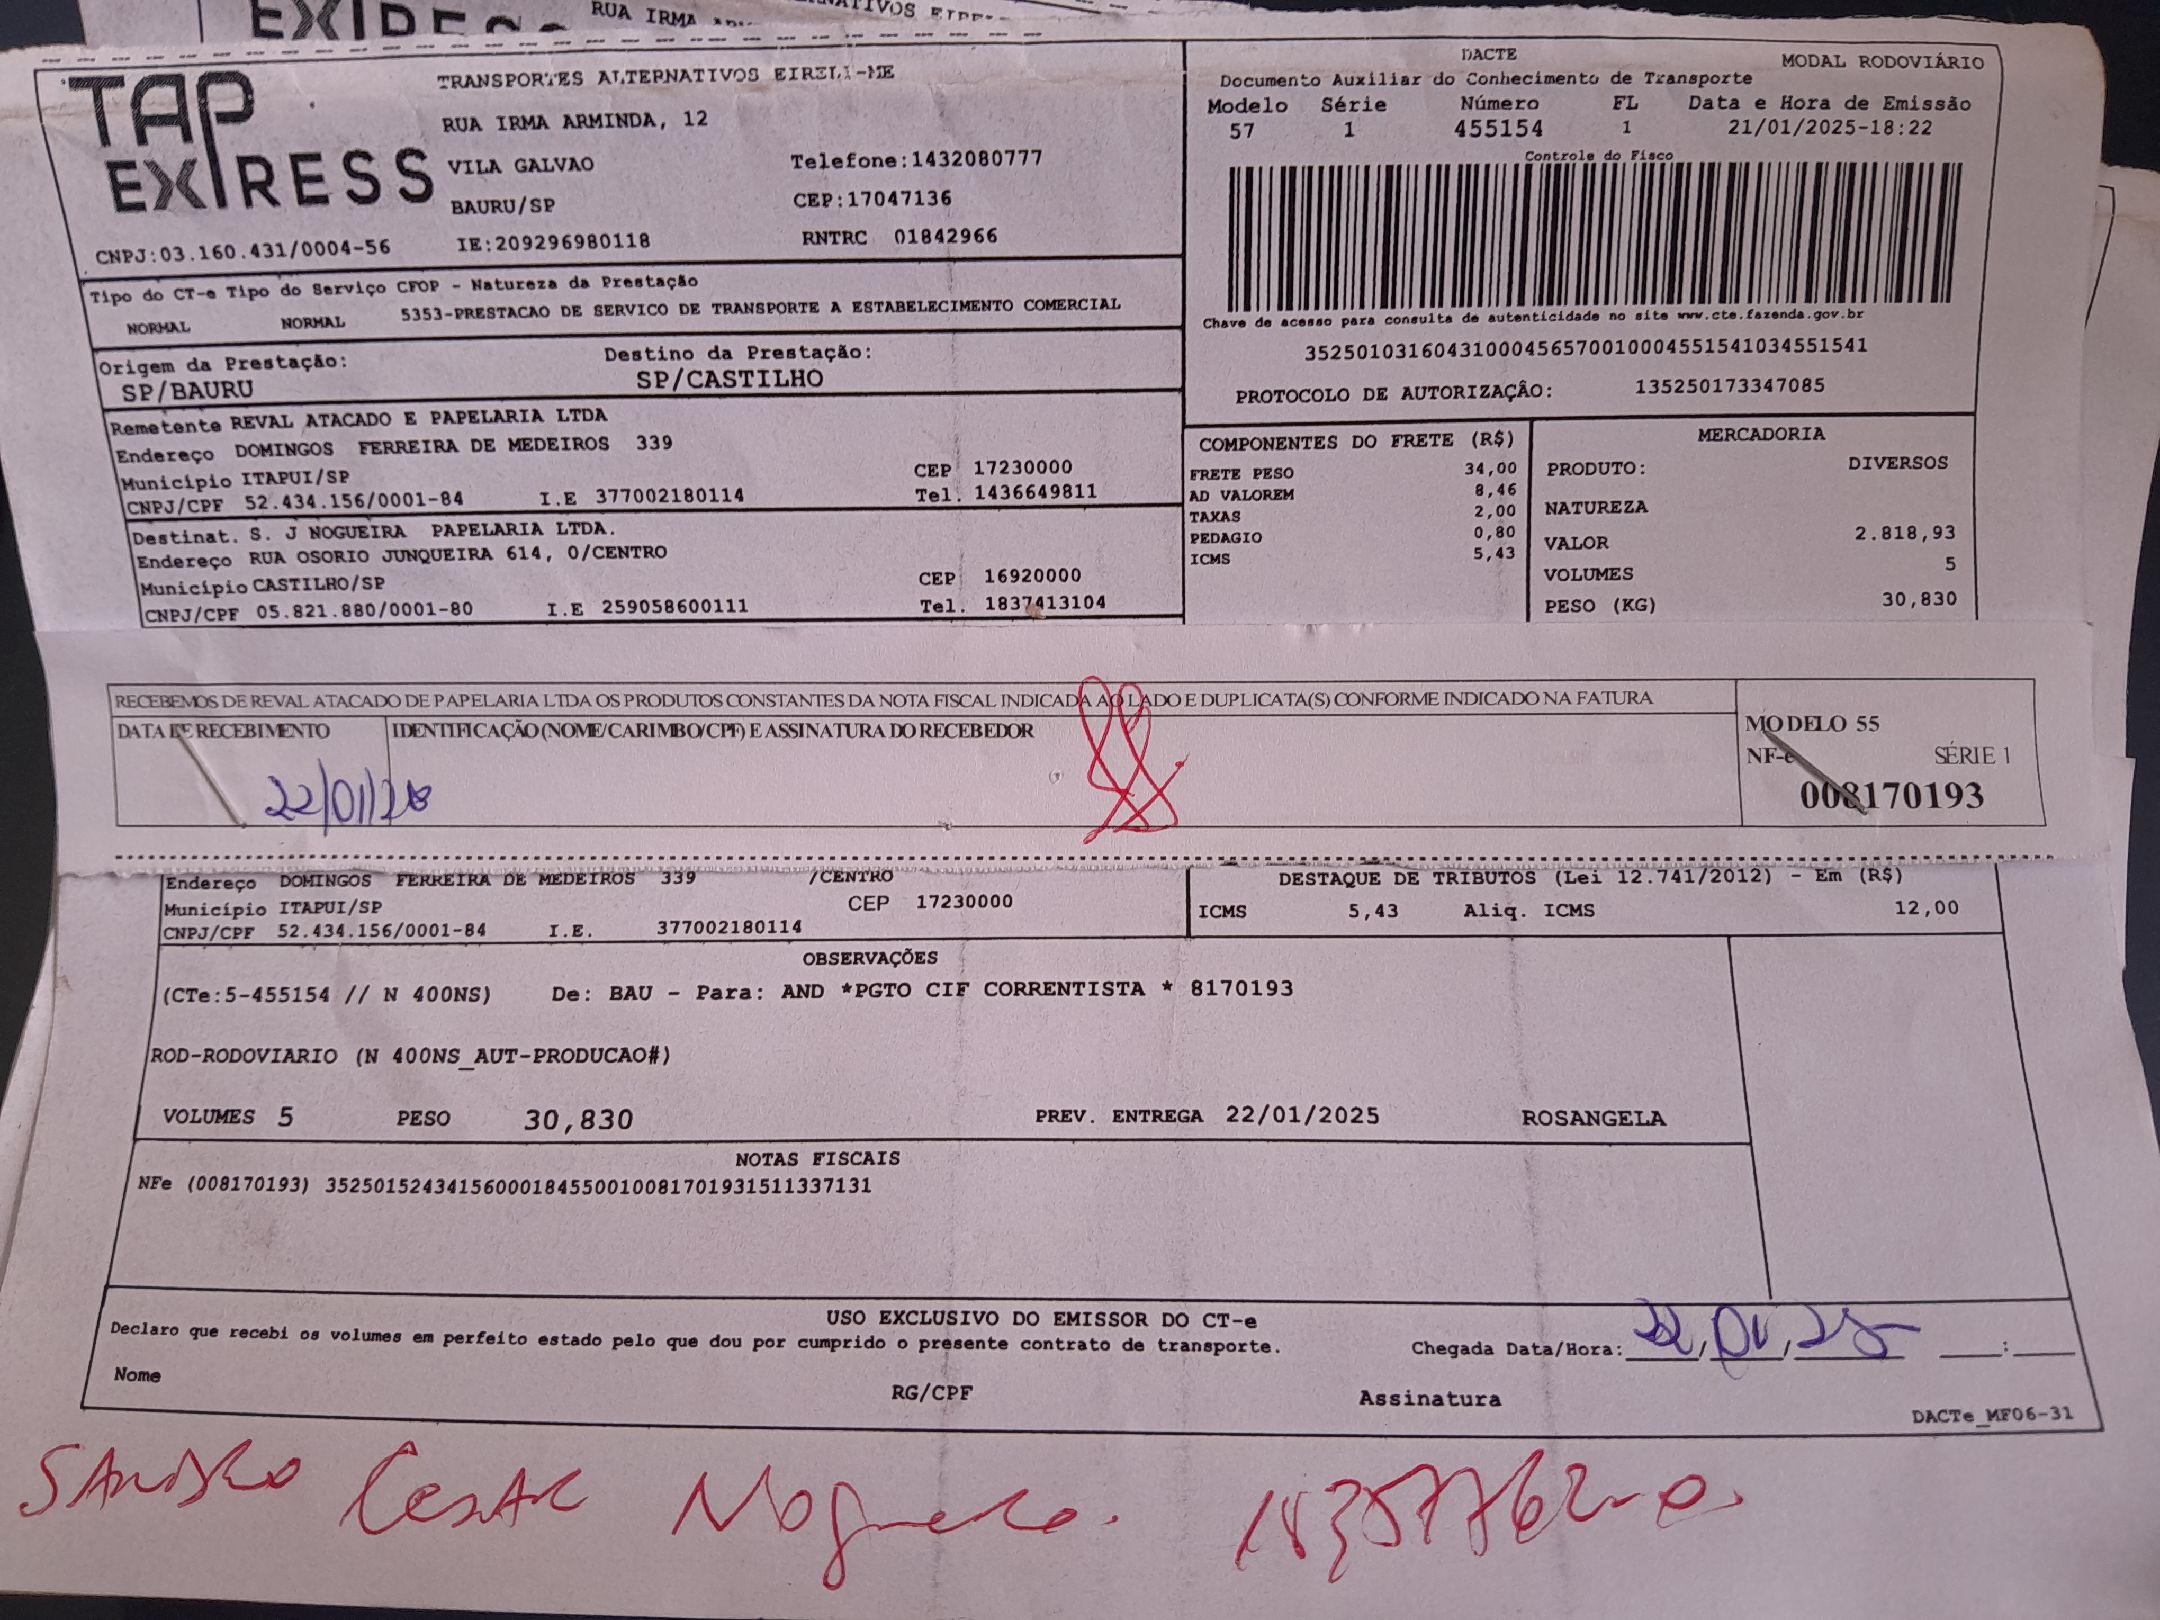 RUA IRMA
TAP EXPRESS
TRANSPORTES ALTERNATIVOS EIRELI-ME
RUA IRMA ARMINDA, 12
VILA GALVAO Telefone:1432080777
BAURU/SP CEP:17047136
CNPJ:03.160.431/0004-56 IE:209296980118 RNTRC 01842966
DACTE MODAL RODOVIÁRIO
Documento Auxiliar do Conhecimento de Transporte
Modelo Série Número FL Data e Hora de Emissão
57 1 455154 1 21/01/2025-18:22
Controle do Fisco
Chave de acesso para consulta de autenticidade no site www.cte.fazenda.gov.br
35250103160431000456570010004551541034551541
PROTOCOLO DE AUTORIZAÇÃO: 135250173347085
Tipo do CT-e Tipo do Serviço CFOP - Natureza da Prestação
NORMAL NORMAL 5353-PRESTACAO DE SERVICO DE TRANSPORTE A ESTABELECIMENTO COMERCIAL
Origem da Prestação: Destino da Prestação:
SP/BAURU SP/CASTILHO
Remetente REVAL ATACADO E PAPELARIA LTDA
Endereço DOMINGOS FERREIRA DE MEDEIROS 339
Município ITAPUI/SP CEP 17230000
CNPJ/CPF 52.434.156/0001-84 I.E 377002180114 Tel. 1436649811
Destinat. S. J NOGUEIRA PAPELARIA LTDA.
Endereço RUA OSORIO JUNQUEIRA 614, 0/CENTRO
Município CASTILHO/SP CEP 16920000
CNPJ/CPF 05.821.880/0001-80 I.E 259058600111 Tel. 1837413104
COMPONENTES DO FRETE (R$)
FRETE PESO 34,00
AD VALOREM 8,46
TAXAS 2,00
PEDAGIO 0,80
ICMS 5,43
MERCADORIA
PRODUTO: DIVERSOS
NATUREZA
VALOR 2.818,93
VOLUMES 5
PESO (KG) 30,830
RECEBEMOS DE REVAL ATACADO DE PAPELARIA LTDA OS PRODUTOS CONSTANTES DA NOTA FISCAL INDICADA AO LADO E DUPLICATA(S) CONFORME INDICADO NA FATURA
DATA DE RECEBIMENTO IDENTIFICAÇÃO (NOME/CARIMBO/CPF) E ASSINATURA DO RECEBEDOR
22/01/25
MODELO 55
NF-e SÉRIE 1
008170193
Endereço DOMINGOS FERREIRA DE MEDEIROS 339 /CENTRO
Município ITAPUI/SP CEP 17230000
CNPJ/CPF 52.434.156/0001-84 I.E. 377002180114
DESTAQUE DE TRIBUTOS (Lei 12.741/2012) - Em (R$)
ICMS 5,43 Aliq. ICMS 12,00
OBSERVAÇÕES
(CTe:5-455154 // N 400NS) De: BAU - Para: AND *PGTO CIF CORRENTISTA * 8170193
ROD-RODOVIARIO (N 400NS_AUT-PRODUCAO#)
VOLUMES 5 PESO 30,830 PREV. ENTREGA 22/01/2025 ROSANGELA
NOTAS FISCAIS
NFe (008170193) 35250152434156000184550010081701931511337131
USO EXCLUSIVO DO EMISSOR DO CT-e
Declaro que recebi os volumes em perfeito estado pelo que dou por cumprido o presente contrato de transporte.
Chegada Data/Hora: 22/01/25 :
Nome RG/CPF Assinatura
DACTe_MF06-31
SANDRO CESAR Nogueira.